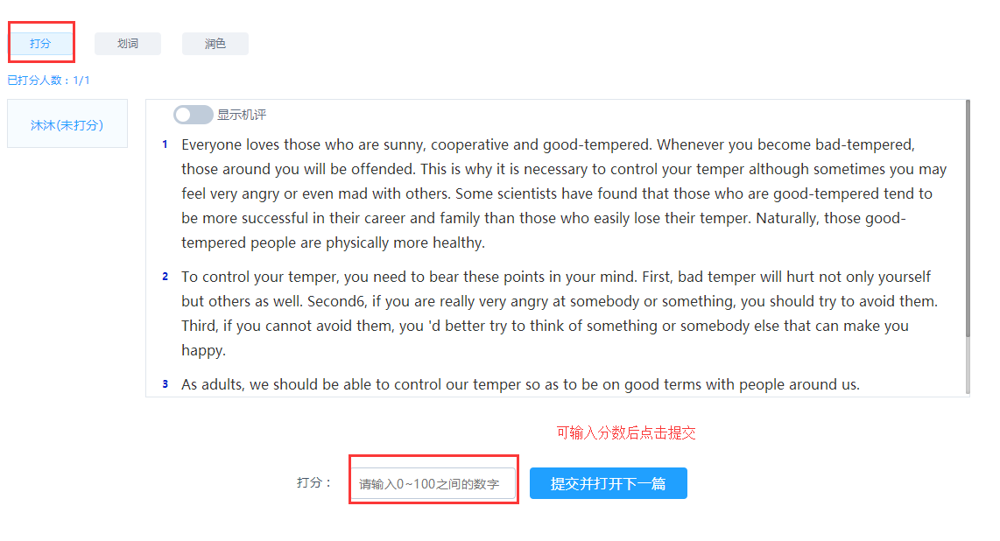 打分 划词 润色
已打分人数：1/1
沐沐(未打分)
显示机评
1 Everyone loves those who are sunny, cooperative and good-tempered. Whenever you become bad-tempered,
those around you will be offended. This is why it is necessary to control your temper although sometimes you may
feel very angry or even mad with others. Some scientists have found that those who are good-tempered tend to
be more successful in their career and family than those who easily lose their temper. Naturally, those good-
tempered people are physically more healthy.
2 To control your temper, you need to bear these points in your mind. First, bad temper will hurt not only yourself
but others as well. Second6, if you are really very angry at somebody or something, you should try to avoid them.
Third, if you cannot avoid them, you 'd better try to think of something or somebody else that can make you
happy.
3 As adults, we should be able to control our temper so as to be on good terms with people around us.
可输入分数后点击提交
打分： 请输入0~100之间的数字 提交并打开下一篇